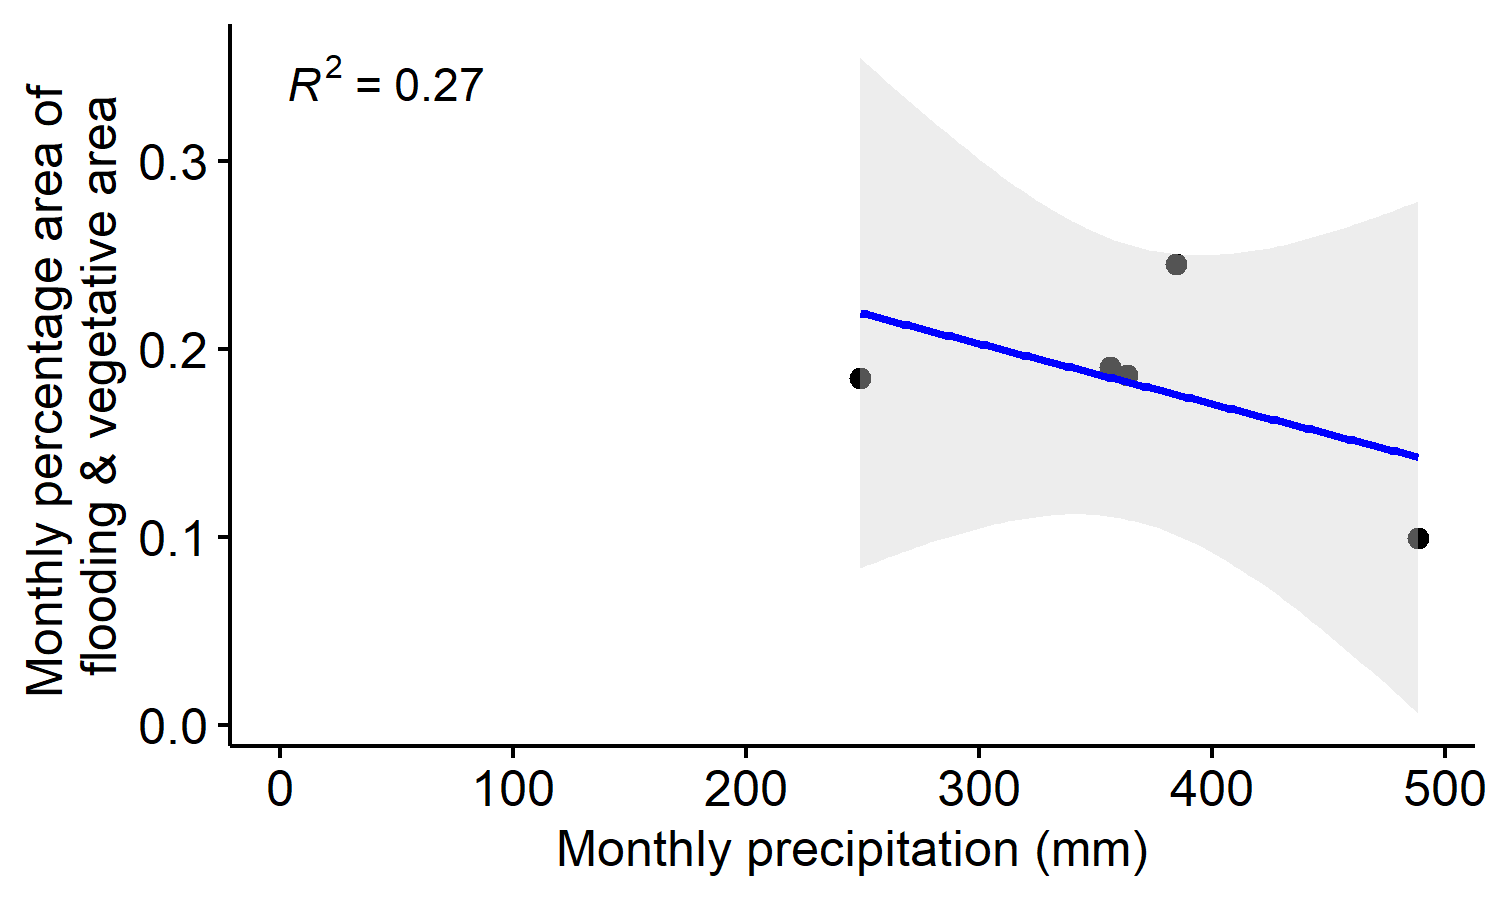 R² = 0.27
Monthly percentage area of
flooding & vegetative area
0.3
0.2
0.1
0.0
0 100 200 300 400 500
Monthly precipitation (mm)